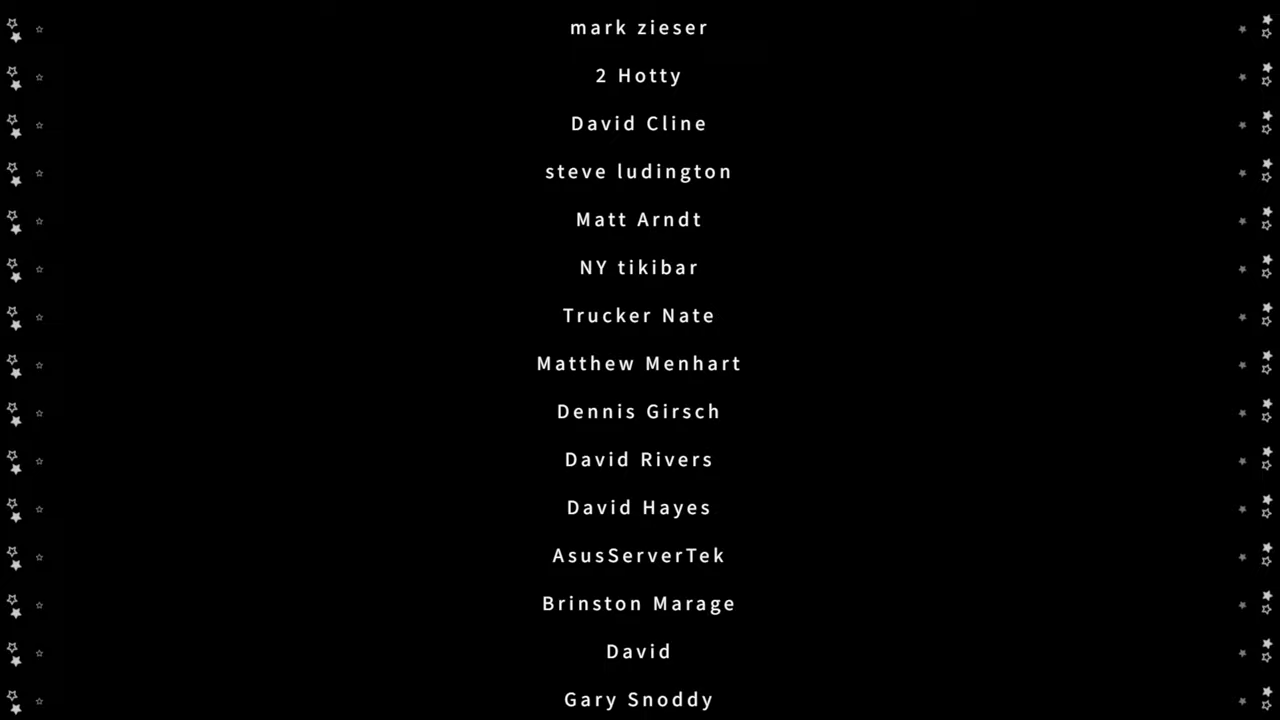 mark zieser
2 Hotty
David Cline
steve ludington
Matt Arndt
NY tikibar
Trucker Nate
Matthew Menhart
Dennis Girsch
David Rivers
David Hayes
AsusServerTek
Brinston Marage
David
Gary Snoddy